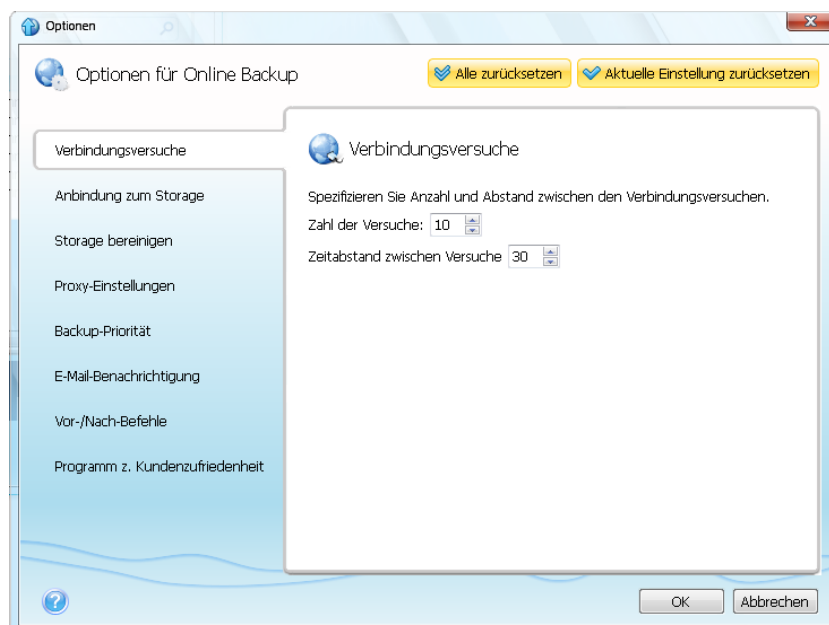 Optionen
Optionen für Online Backup
Alle zurücksetzen
Aktuelle Einstellung zurücksetzen
Verbindungsversuche
Anbindung zum Storage
Storage bereinigen
Proxy-Einstellungen
Backup-Priorität
E-Mail-Benachrichtigung
Vor-/Nach-Befehle
Programm z. Kundenzufriedenheit
Verbindungsversuche
Spezifizieren Sie Anzahl und Abstand zwischen den Verbindungsversuchen.
Zahl der Versuche: 10
Zeitabstand zwischen Versuche 30
OK
Abbrechen